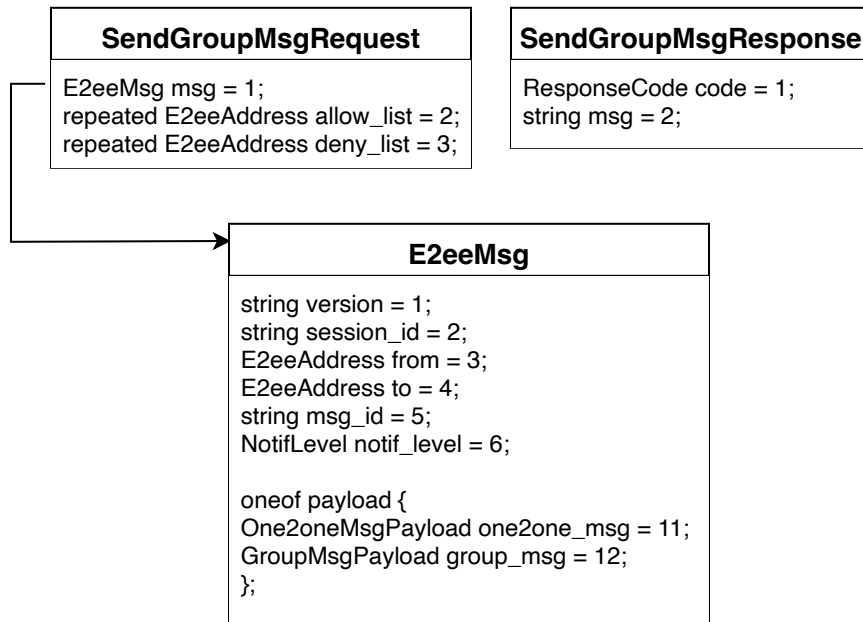 SendGroupMsgRequest
E2eeMsg msg = 1;
repeated E2eeAddress allow_list = 2;
repeated E2eeAddress deny_list = 3;
SendGroupMsgResponse
ResponseCode code = 1;
string msg = 2;
E2eeMsg
string version = 1;
string session_id = 2;
E2eeAddress from = 3;
E2eeAddress to = 4;
string msg_id = 5;
NotifLevel notif_level = 6;
oneof payload {
One2oneMsgPayload one2one_msg = 11;
GroupMsgPayload group_msg = 12;
};